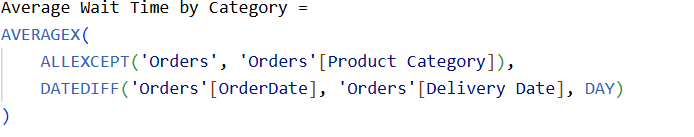 Average Wait Time by Category =
AVERAGEX(
    ALLEXCEPT('Orders', 'Orders'[Product Category]),
    DATEDIFF('Orders'[OrderDate], 'Orders'[Delivery Date], DAY)
)